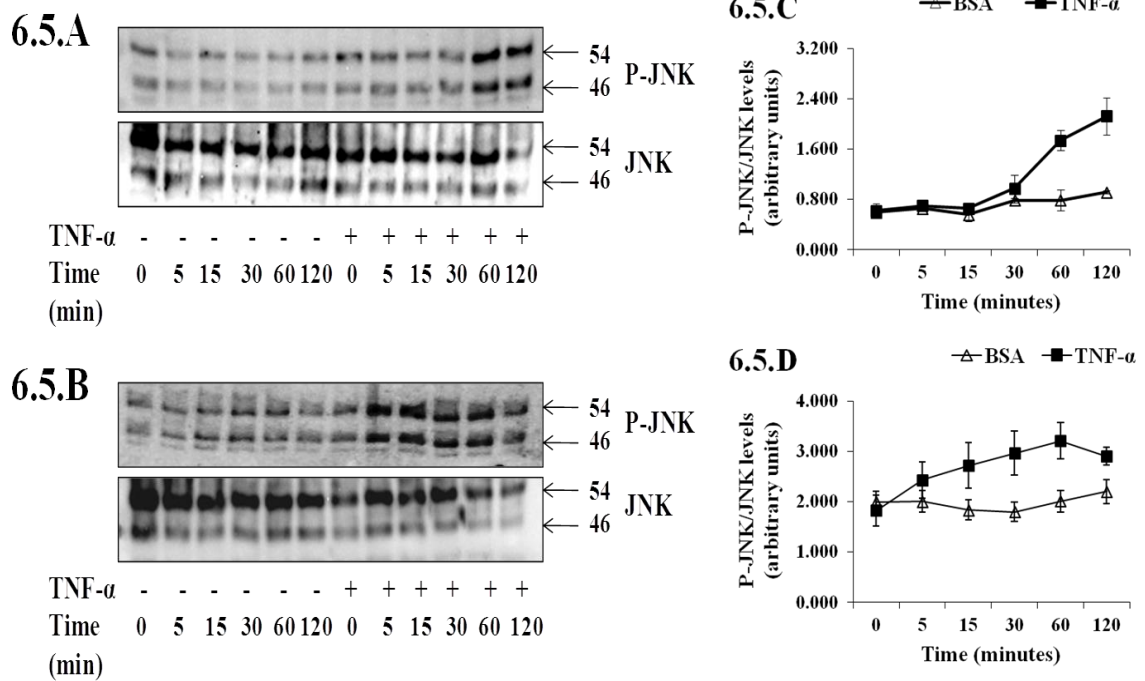 6.5.A
54
P-JNK
46
54
JNK
46
TNF-α - - - - - - + + + + + +
Time 0 5 15 30 60 120 0 5 15 30 60 120
(min)
6.5.B
54
P-JNK
46
54
JNK
46
TNF-α - - - - - - + + + + + +
Time 0 5 15 30 60 120 0 5 15 30 60 120
(min)
6.5.C
BSA TNF-α
P-JNK/JNK levels
(arbitrary units)
3.200
2.400
1.600
0.800
0.000
0 5 15 30 60 120
Time (minutes)
6.5.D
BSA TNF-α
P-JNK/JNK levels
(arbitrary units)
4.000
3.000
2.000
1.000
0.000
0 5 15 30 60 120
Time (minutes)